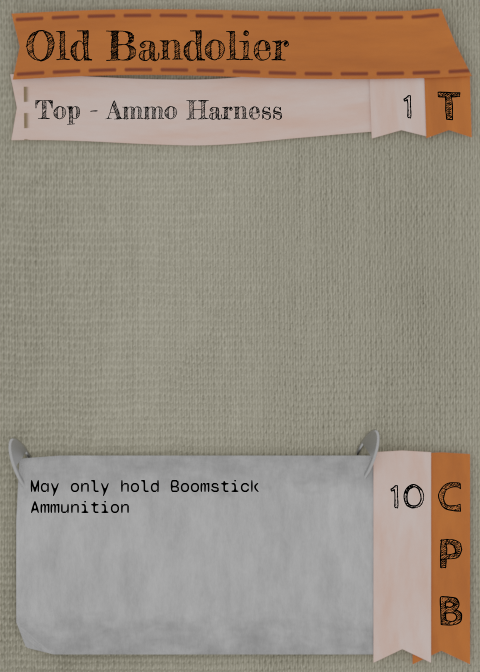 Old Bandolier
Top - Ammo Harness
1
T
May only hold Boomstick
Ammunition
10
C
P
B